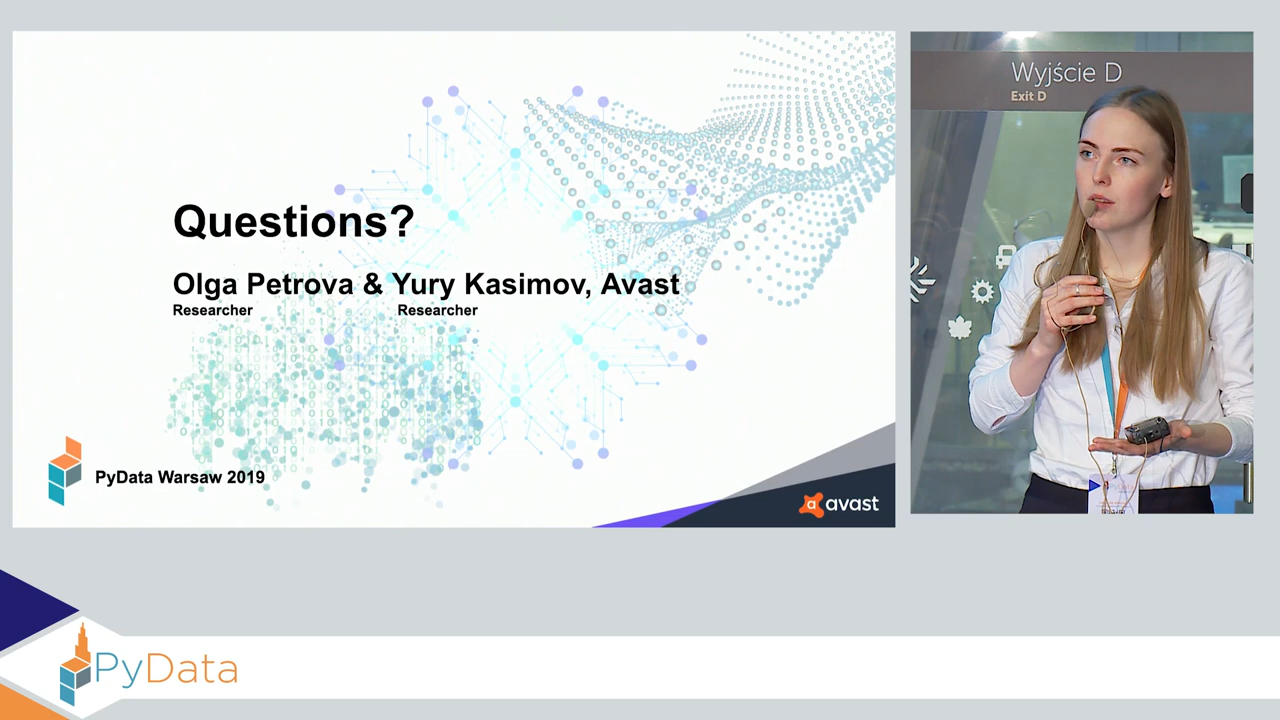 Questions?
Olga Petrova & Yury Kasimov, Avast
Researcher Researcher
PyData Warsaw 2019
a avast
Wyjście D
Exit D
PyData